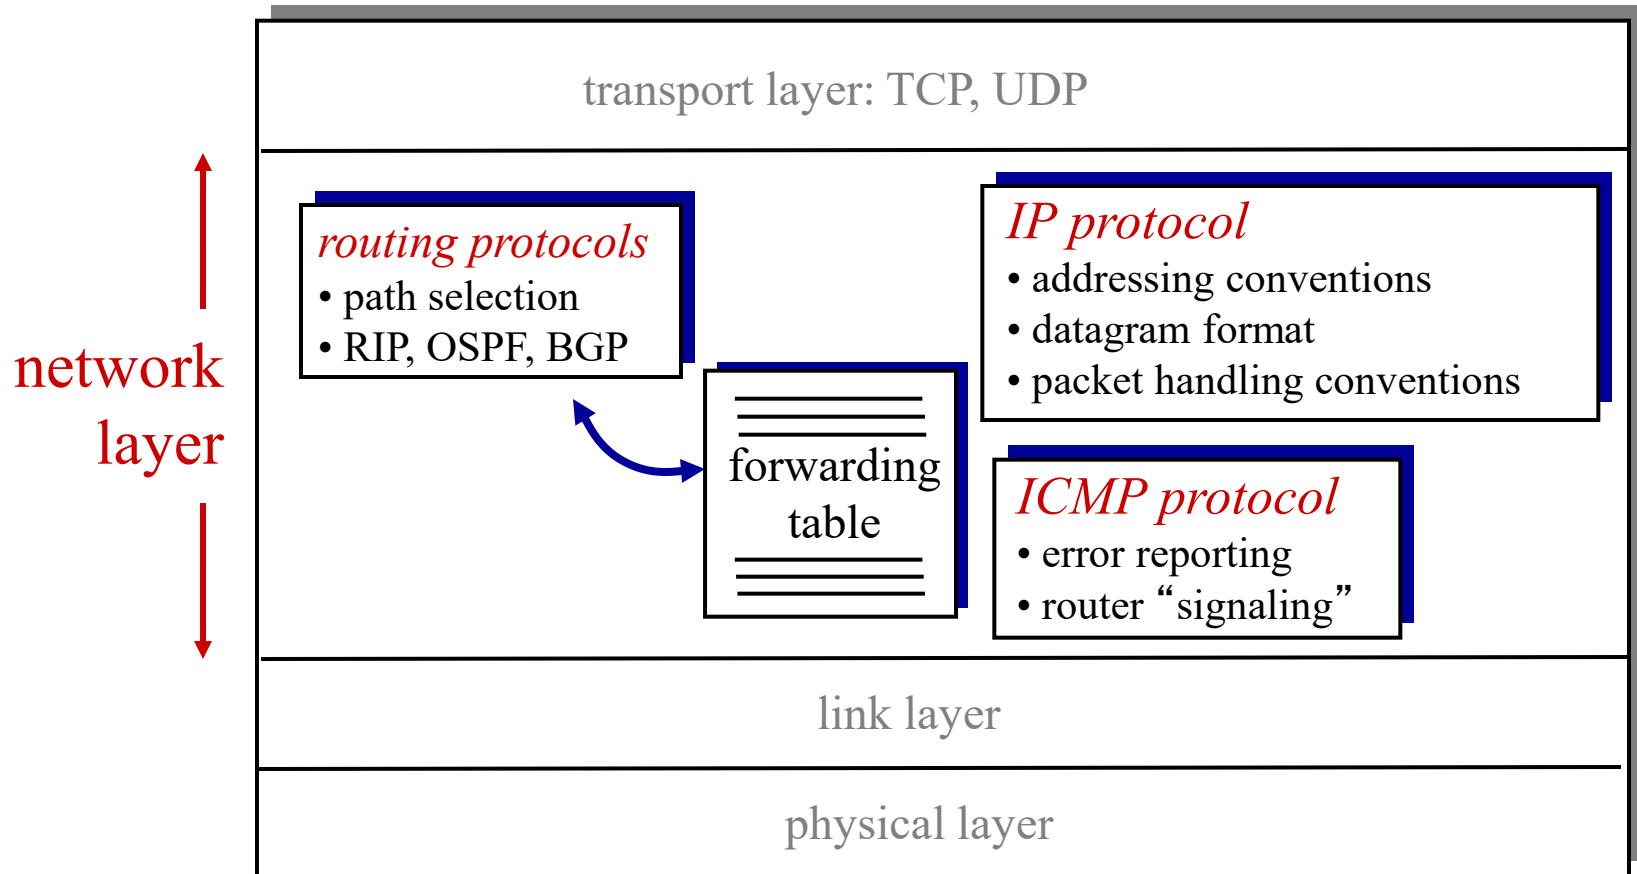 transport layer: TCP, UDP
network
layer
routing protocols
• path selection
• RIP, OSPF, BGP
forwarding
table
IP protocol
• addressing conventions
• datagram format
• packet handling conventions
ICMP protocol
• error reporting
• router “signaling”
link layer
physical layer